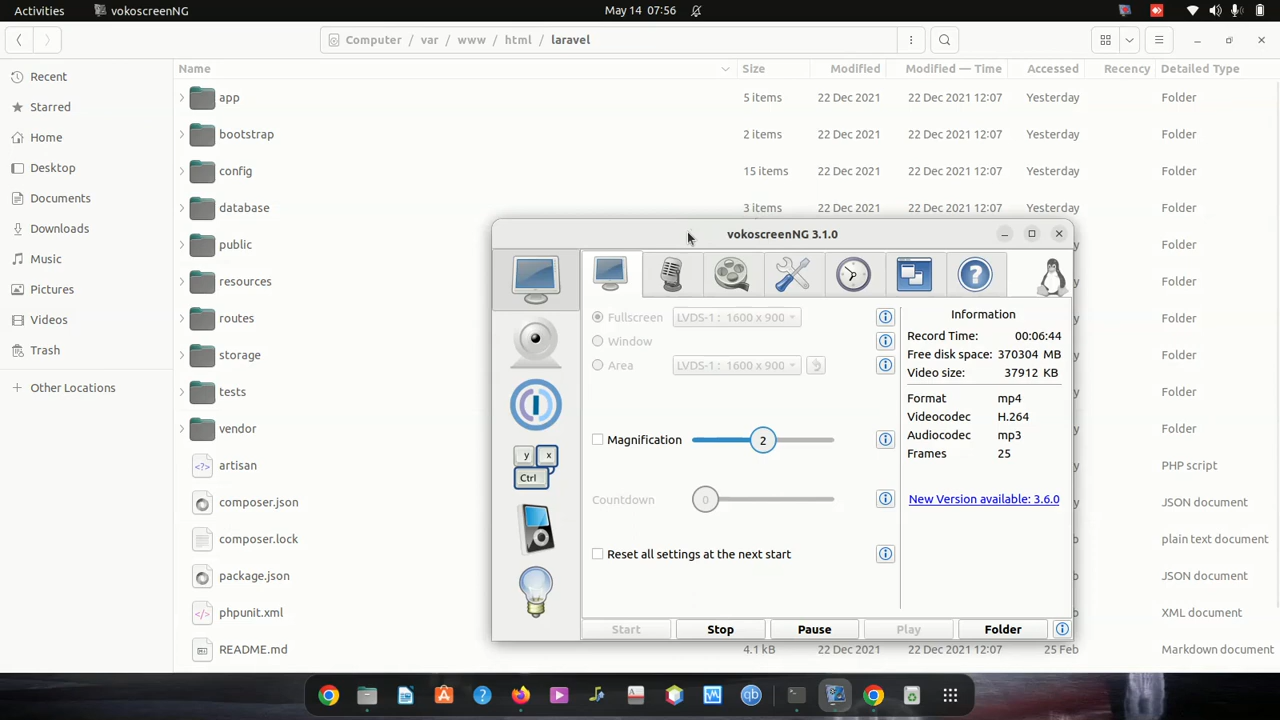 Activities vokoscreenNG May 14 07:56
Computer / var / www / html / laravel
Name Size Modified Modified — Time Accessed Recency Detailed Type
Recent
Starred
Home
Desktop
Documents
Downloads
Music
Pictures
Videos
Trash
Other Locations
app 5 items 22 Dec 2021 22 Dec 2021 12:07 Yesterday Folder
bootstrap 2 items 22 Dec 2021 22 Dec 2021 12:07 Yesterday Folder
config 15 items 22 Dec 2021 22 Dec 2021 12:07 Yesterday Folder
database 3 items 22 Dec 2021 22 Dec 2021 12:07 Yesterday Folder
public Folder
resources Folder
routes Folder
storage Folder
tests Folder
vendor Folder
artisan PHP script
composer.json JSON document
composer.lock plain text document
package.json JSON document
phpunit.xml XML document
README.md 4.1 kB 22 Dec 2021 22 Dec 2021 12:07 25 Feb Markdown document
vokoscreenNG 3.1.0
Fullscreen LVDS-1 : 1600 x 900
Window
Area LVDS-1 : 1600 x 900
Magnification 2
Countdown 0
Reset all settings at the next start
y x
Ctrl
Information
Record Time: 00:06:44
Free disk space: 370304 MB
Video size: 37912 KB
Format mp4
Videocodec H.264
Audiocodec mp3
Frames 25
New Version available: 3.6.0
Start Stop Pause Play Folder
qb